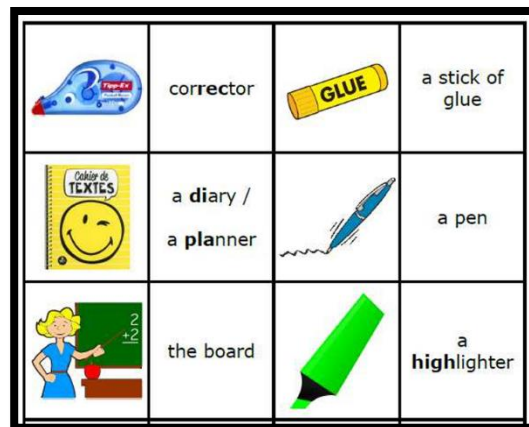 Tipp-Ex
corrector
GLUE
a stick of
glue
Cahier de
TEXTES
a diary /
a planner
a pen
2
+2
the board
a
highlighter